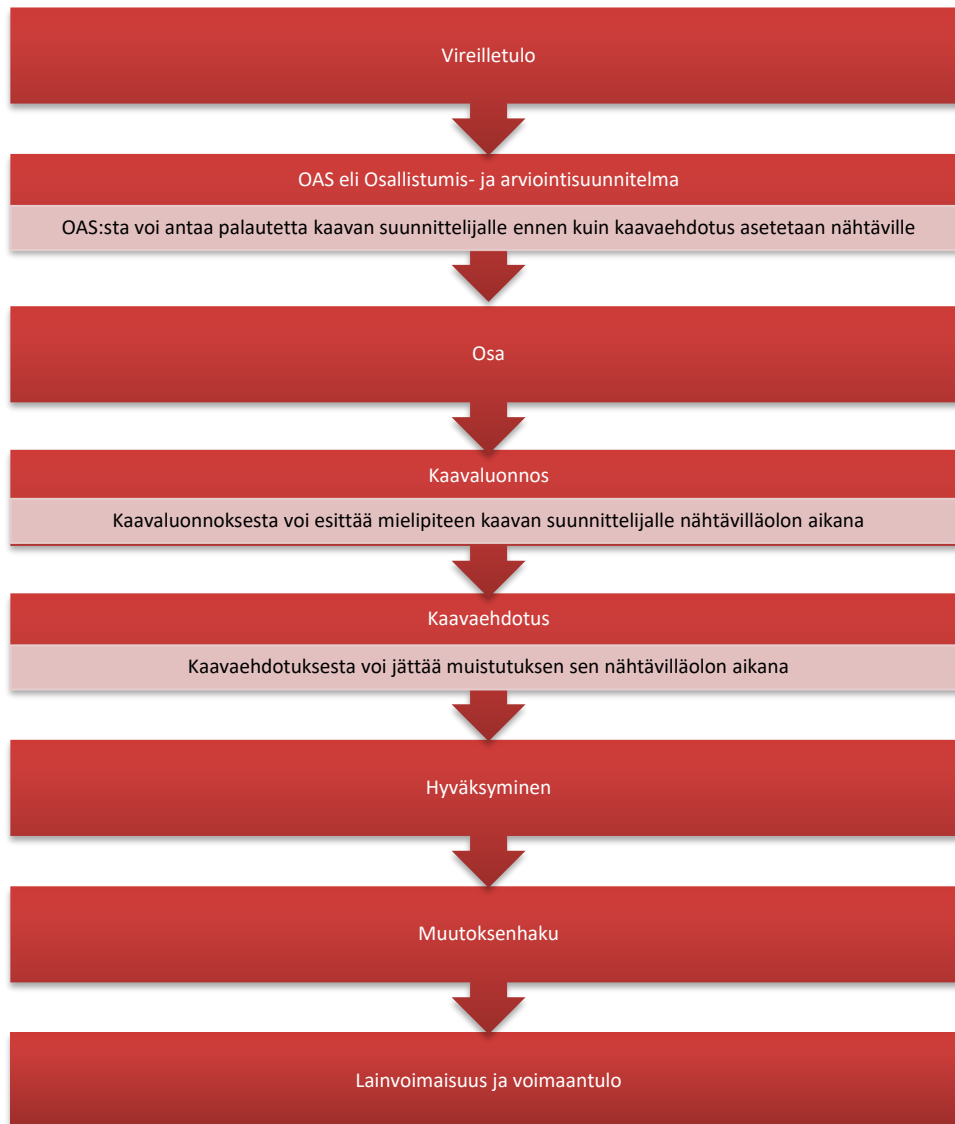 Vireilletulo
OAS eli Osallistumis- ja arviointisuunnitelma
OAS:sta voi antaa palautetta kaavan suunnittelijalle ennen kuin kaavaehdotus asetetaan nähtäville
Osa
Kaavaluonnos
Kaavaluonnoksesta voi esittää mielipiteen kaavan suunnittelijalle nähtävilläolon aikana
Kaavaehdotus
Kaavaehdotuksesta voi jättää muistutuksen sen nähtävilläolon aikana
Hyväksyminen
Muutoksenhaku
Lainvoimaisuus ja voimaantulo